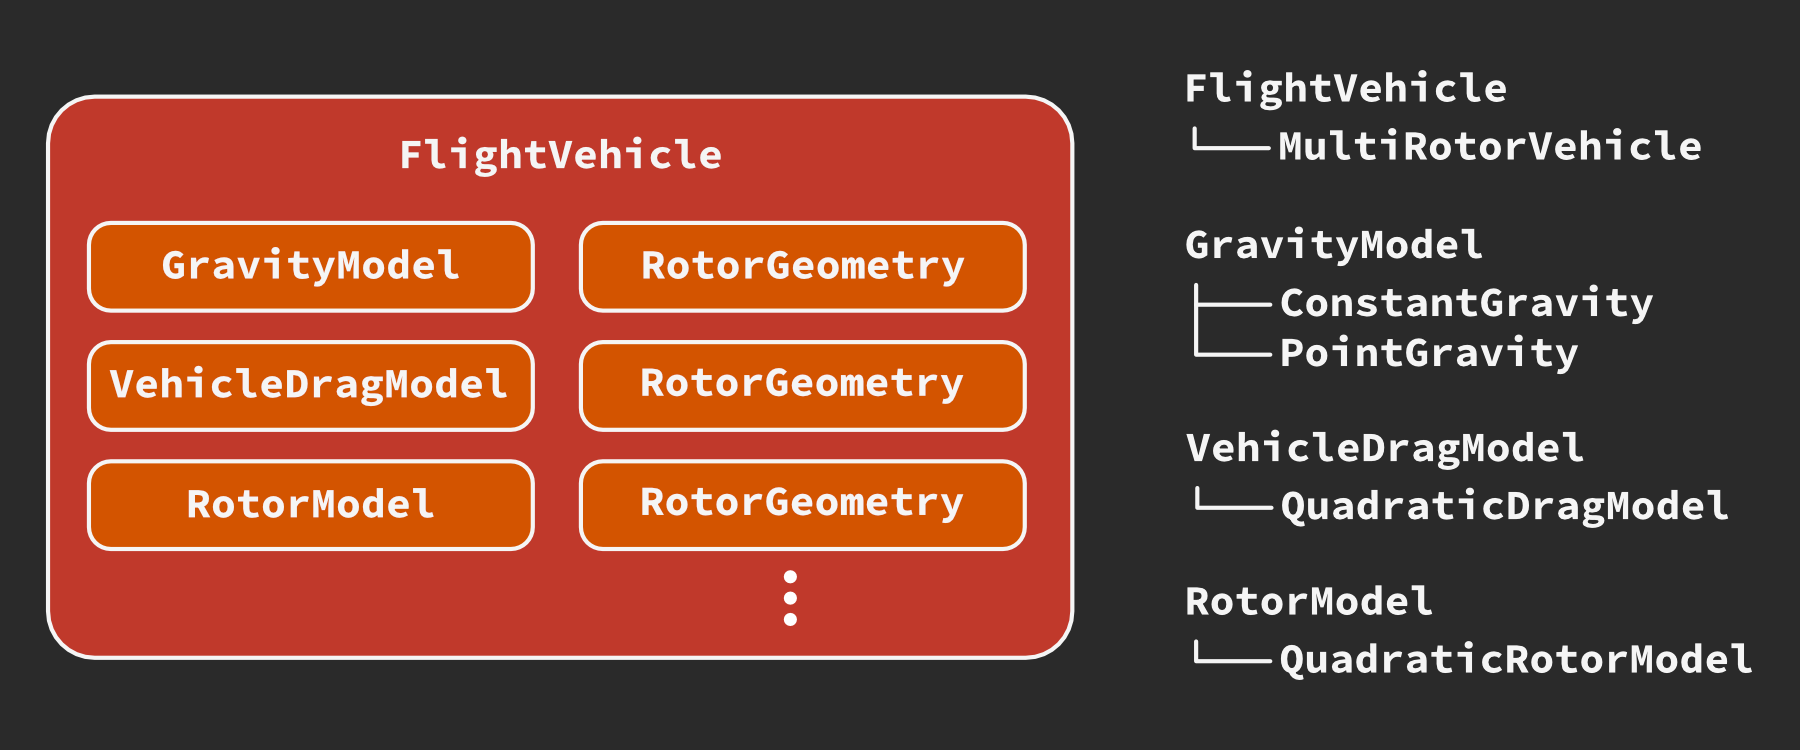 FlightVehicle
GravityModel
VehicleDragModel
RotorModel
RotorGeometry
RotorGeometry
RotorGeometry
FlightVehicle
MultiRotorVehicle
GravityModel
ConstantGravity
PointGravity
VehicleDragModel
QuadraticDragModel
RotorModel
QuadraticRotorModel